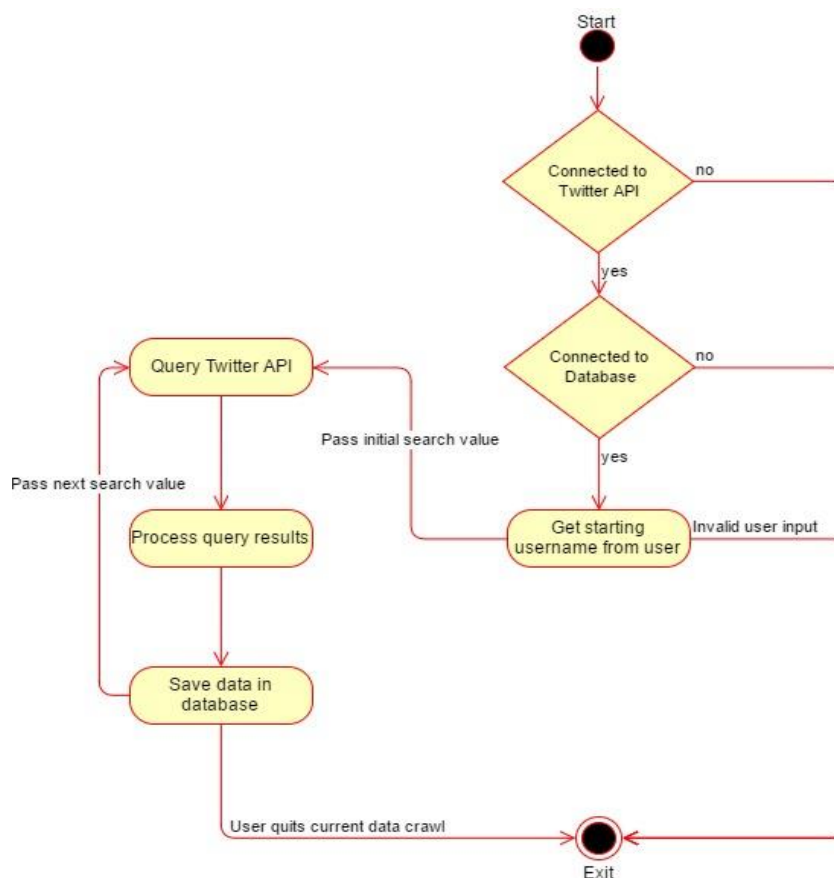 Start
Connected to
Twitter API
no
yes
Connected to
Database
no
yes
Query Twitter API
Pass initial search value
Pass next search value
Get starting
username from user
Invalid user input
Process query results
Save data in
database
User quits current data crawl
Exit